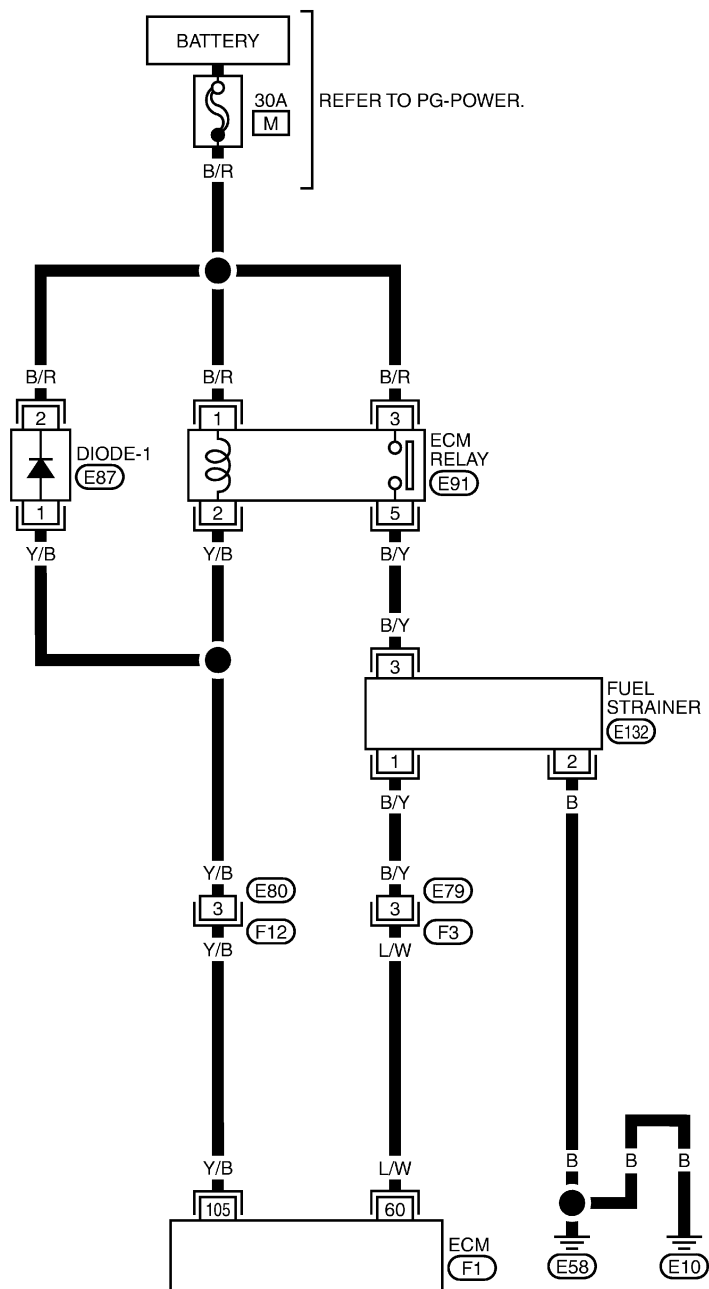 BATTERY
30A
M
REFER TO PG-POWER.
B/R
B/R B/R B/R
2 1 3
DIODE-1
E87
ECM
RELAY
E91
1 2 5
Y/B Y/B B/Y
B/Y
3
FUEL
STRAINER
E132
1 2
B/Y B
Y/B B/Y
3 E80 3 E79
F12 F3
Y/B L/W
Y/B L/W B B B
105 60
ECM
F1
E58 E10